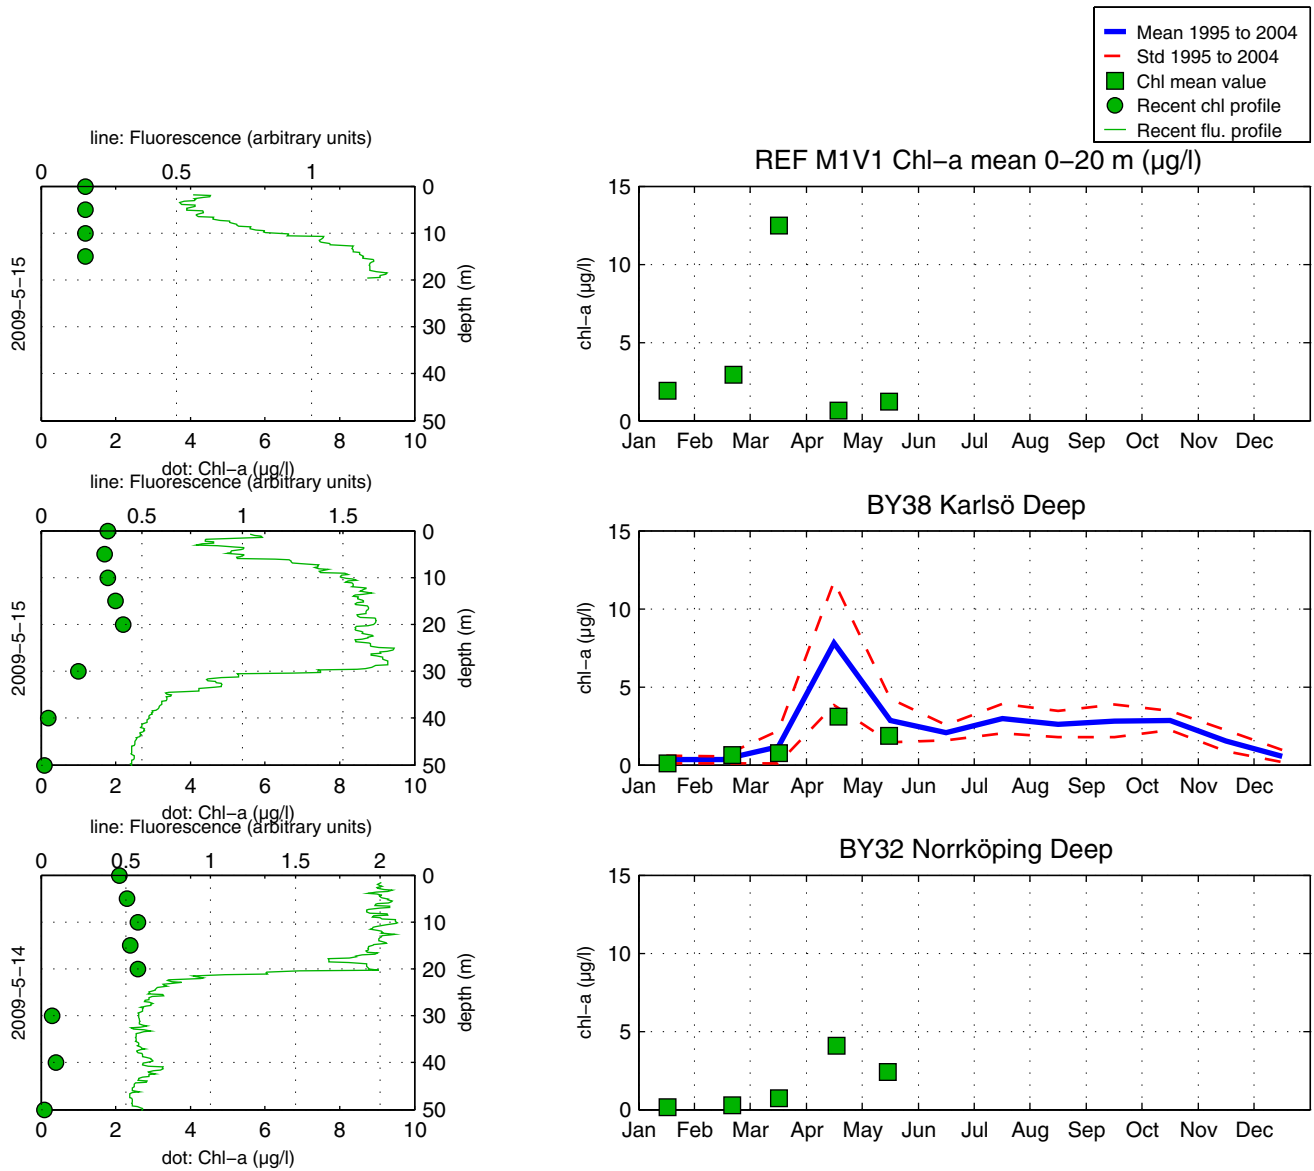 Mean 1995 to 2004
Std 1995 to 2004
Chl mean value
Recent chl profile
Recent flu. profile
line: Fluorescence (arbitrary units)
0 0.5 1
0
10
20
30
40
50
depth (m)
2009−5−15
0 2 4 6 8 10
dot: Chl−a (µg/l)
REF M1V1 Chl−a mean 0−20 m (µg/l)
15
10
5
0
chl−a (µg/l)
Jan Feb Mar Apr May Jun Jul Aug Sep Oct Nov Dec
line: Fluorescence (arbitrary units)
0 0.5 1 1.5
0
10
20
30
40
50
depth (m)
2009−5−15
0 2 4 6 8 10
dot: Chl−a (µg/l)
BY38 Karlsö Deep
15
10
5
0
chl−a (µg/l)
Jan Feb Mar Apr May Jun Jul Aug Sep Oct Nov Dec
line: Fluorescence (arbitrary units)
0 0.5 1 1.5 2
0
10
20
30
40
50
depth (m)
2009−5−14
0 2 4 6 8 10
dot: Chl−a (µg/l)
BY32 Norrköping Deep
15
10
5
0
chl−a (µg/l)
Jan Feb Mar Apr May Jun Jul Aug Sep Oct Nov Dec